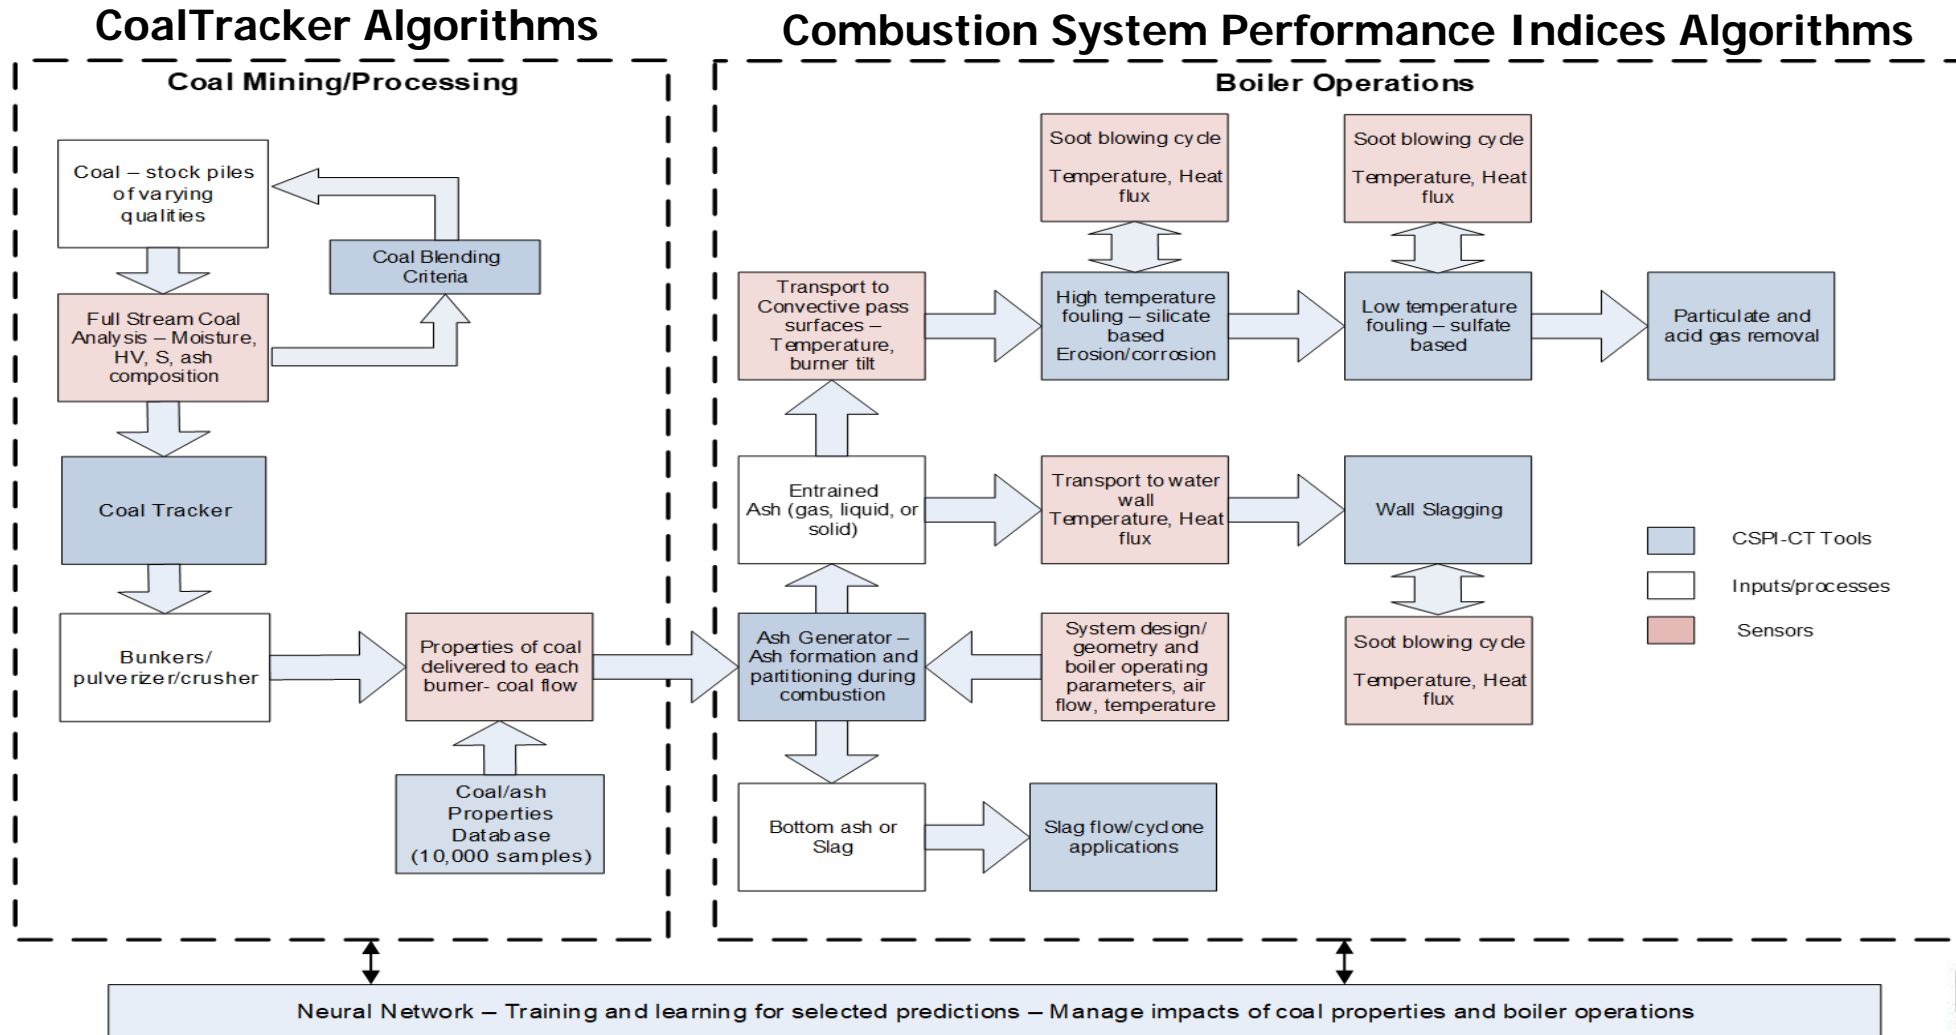 CoalTracker Algorithms
Combustion System Performance Indices Algorithms
Coal Mining/Processing
Coal – stock piles
of varying
qualities
Coal Blending
Criteria
Full Stream Coal
Analysis – Moisture,
HV, S, ash
composition
Coal Tracker
Bunkers/
pulverizer/crusher
Properties of coal
delivered to each
burner- coal flow
Coal/ash
Properties
Database
(10,000 samples)
Boiler Operations
Soot blowing cycle
Temperature, Heat
flux
Soot blowing cycle
Temperature, Heat
flux
Transport to
Convective pass
surfaces –
Temperature,
burner tilt
High temperature
fouling – silicate
based
Erosion/corrosion
Low temperature
fouling – sulfate
based
Particulate and
acid gas removal
Entrained
Ash (gas, liquid, or
solid)
Transport to water
wall
Temperature, Heat
flux
Wall Slagging
Ash Generator –
Ash formation and
partitioning during
combustion
System design/
geometry and
boiler operating
parameters, air
flow, temperature
Soot blowing cycle
Temperature, Heat
flux
Bottom ash or
Slag
Slag flow/cyclone
applications
CSPI-CT Tools
Inputs/processes
Sensors
Neural Network – Training and learning for selected predictions – Manage impacts of coal properties and boiler operations